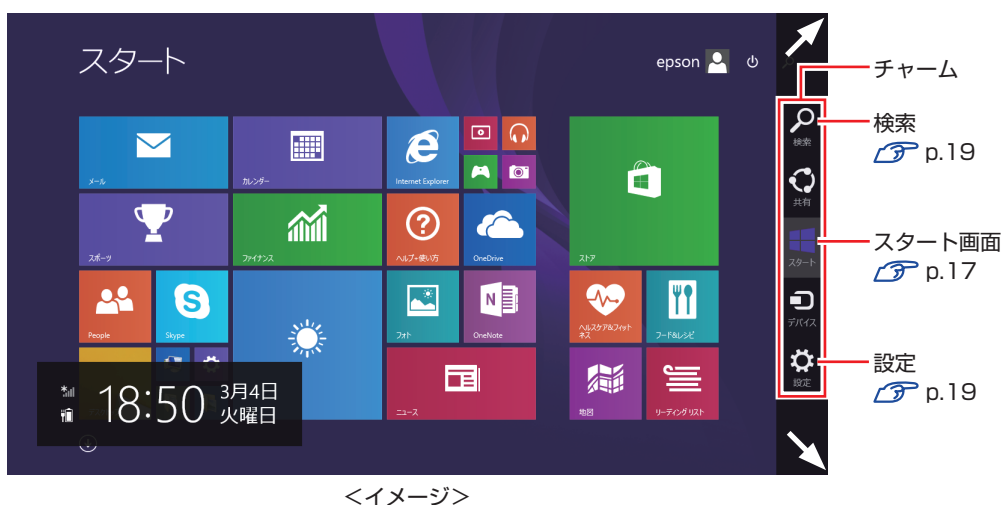 スタート
epson
チャーム
検索
p.19
検索
共有
スタート
デバイス
設定
スタート画面
p.17
設定
p.19
メール
カレンダー
Internet Explorer
スポーツ
ファイナンス
ヘルプ+使い方
OneDrive
ストア
People
Skype
フォト
OneNote
ヘルスケア&フィット
ネス
フード&レシピ
ニュース
地図
リーディング リスト
18:50
3月4日
火曜日
＜イメージ＞